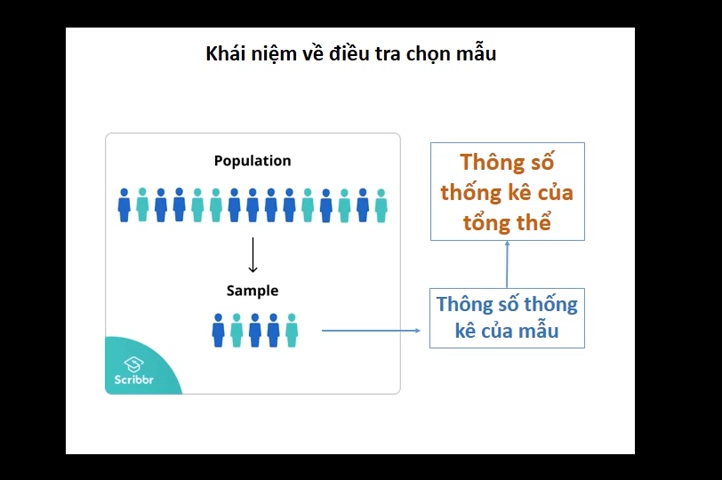 Khái niệm về điều tra chọn mẫu
Population
Sample
Scribbr
Thông số
thống kê của
tổng thể
Thông số thống
kê của mẫu